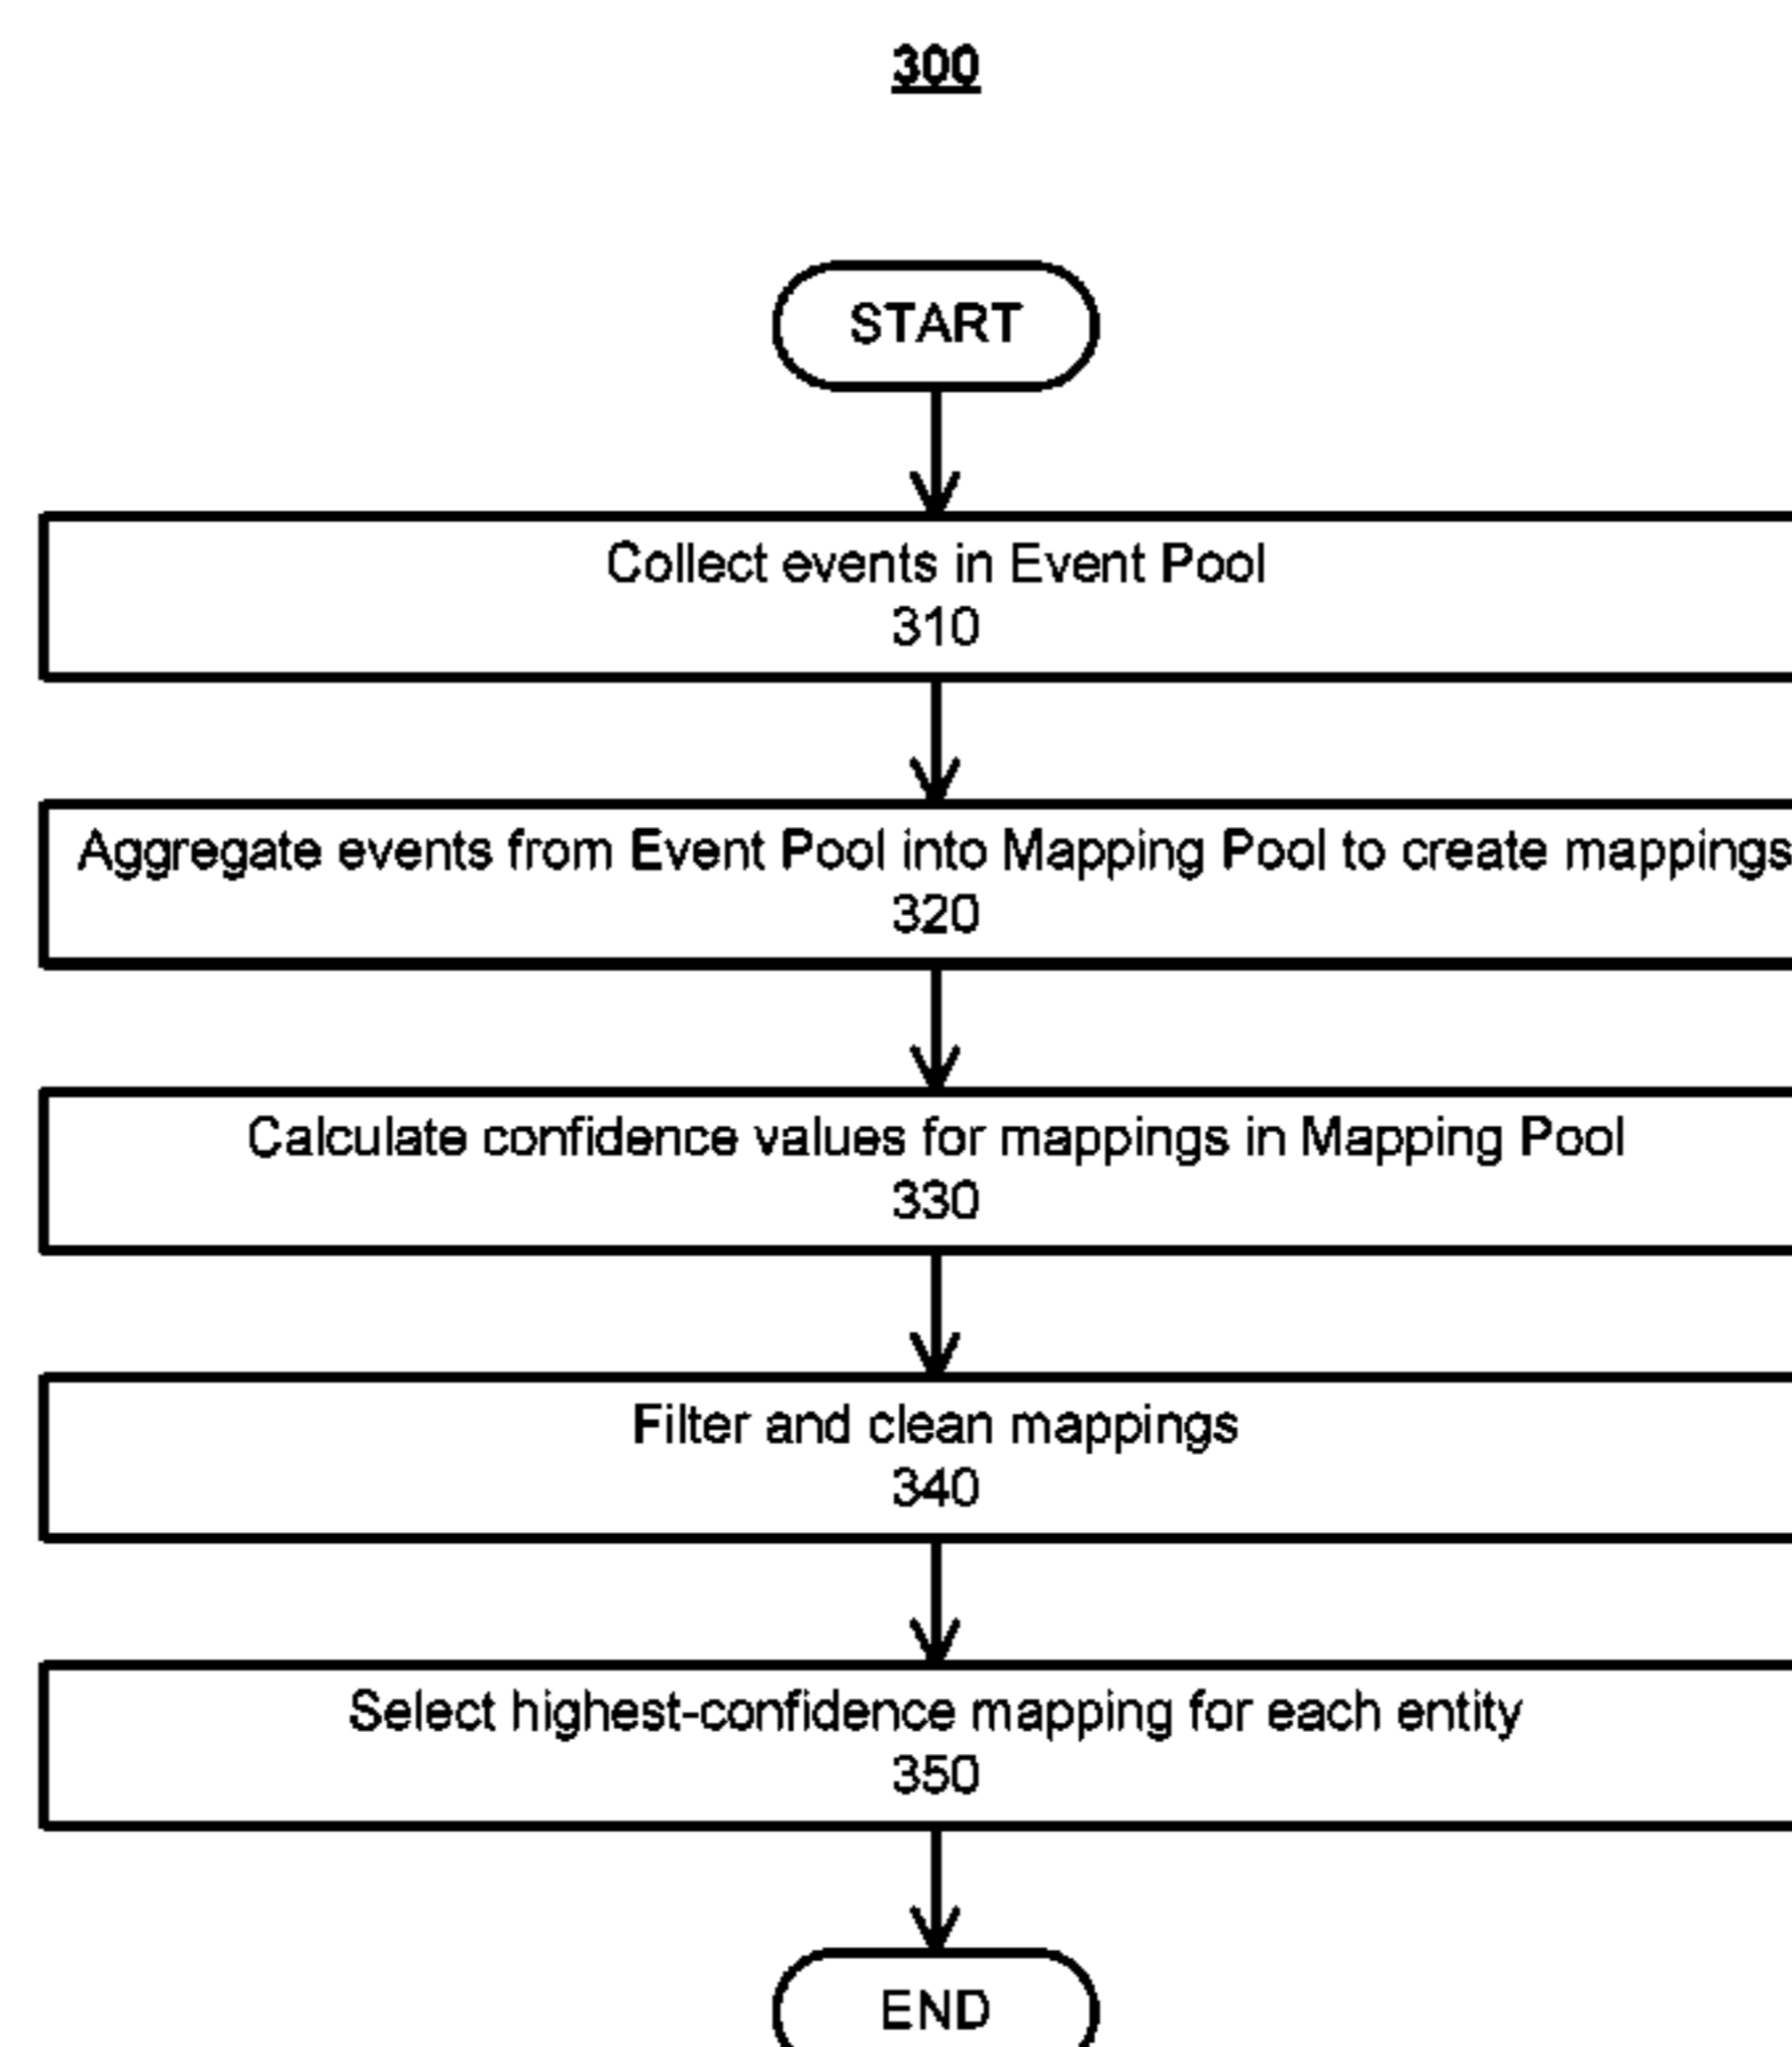 300
START
Collect events in Event Pool
310
Aggregate events from Event Pool into Mapping Pool to create mappings
320
Calculate confidence values for mappings in Mapping Pool
330
Filter and clean mappings
340
Select highest-confidence mapping for each entity
350
END